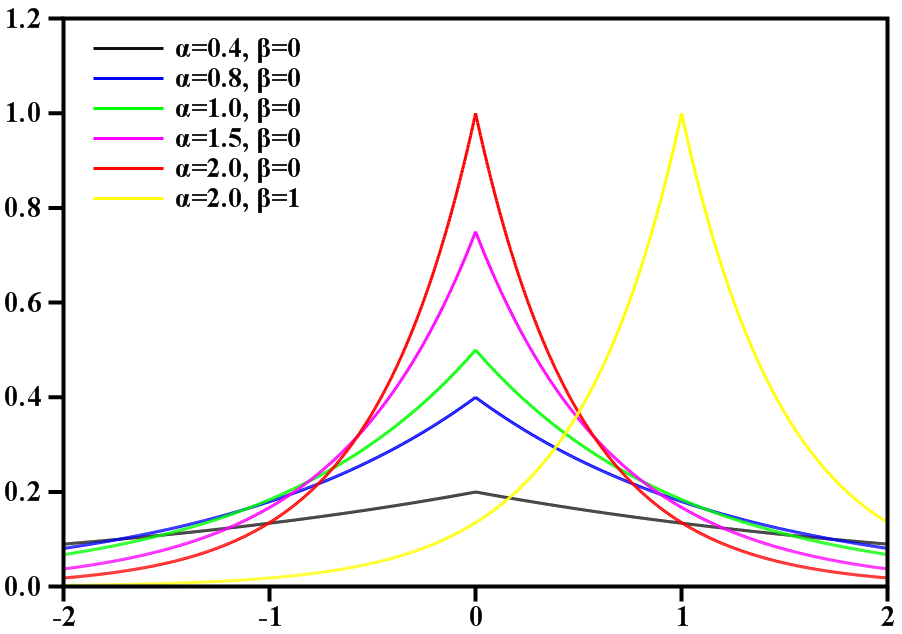 1.2
α=0.4, β=0
α=0.8, β=0
1.0
α=1.0, β=0
α=1.5, β=0
α=2.0, β=0
0.8
α=2.0, β=1
0.6
0.4
0.2
0.0
-2 -1 0 1 2